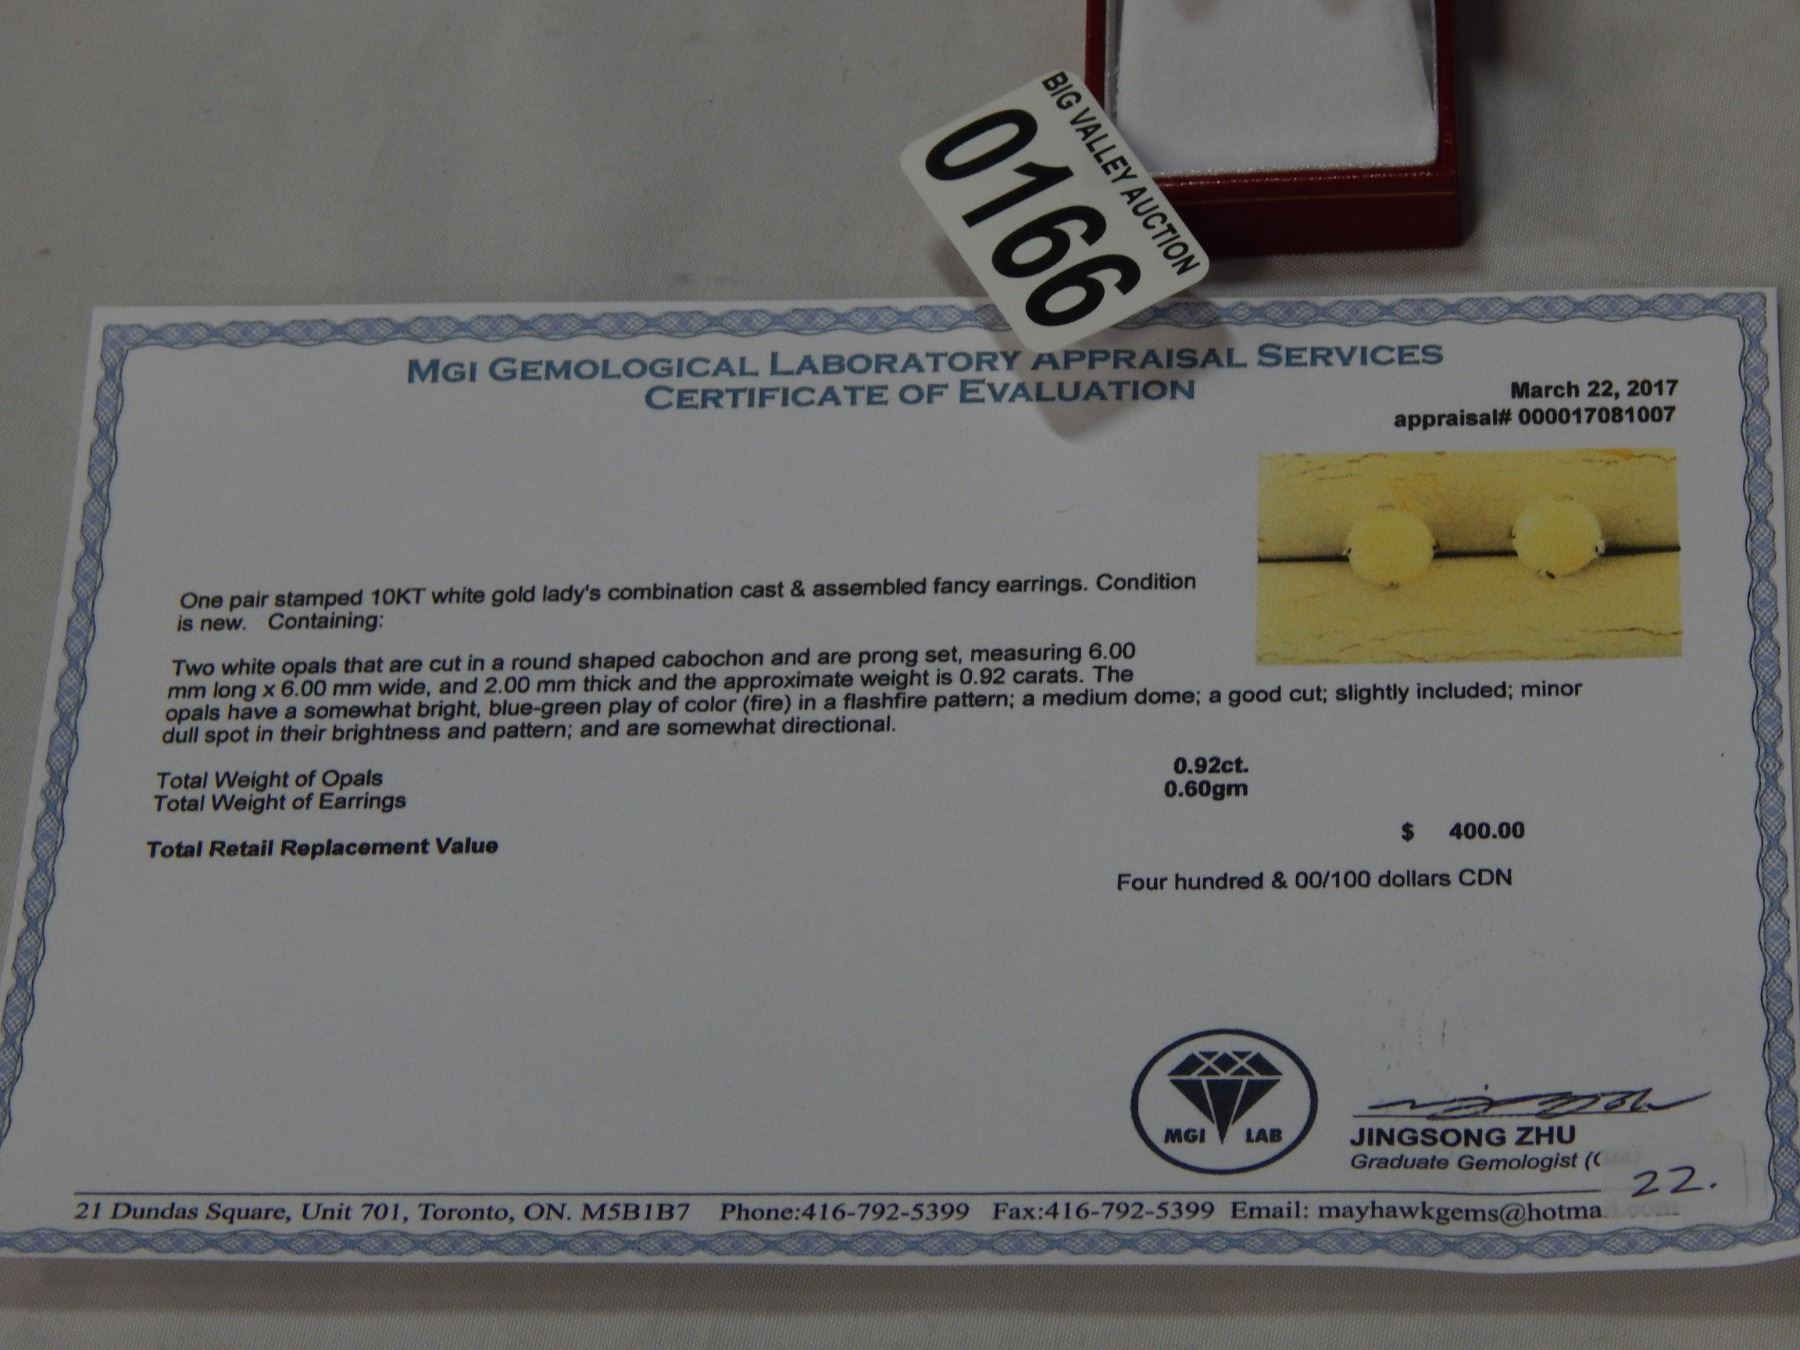 BIG VALLEY AUCTION
0166
MGI GEMOLOGICAL LABORATORY APPRAISAL SERVICES
CERTIFICATE OF EVALUATION
March 22, 2017
appraisal# 000017081007
One pair stamped 10KT white gold lady's combination cast & assembled fancy earrings. Condition
is new. Containing:
Two white opals that are cut in a round shaped cabochon and are prong set, measuring 6.00
mm long x 6.00 mm wide, and 2.00 mm thick and the approximate weight is 0.92 carats. The
opals have a somewhat bright, blue-green play of color (fire) in a flashfire pattern; a medium dome; a good cut; slightly included; minor
dull spot in their brightness and pattern; and are somewhat directional.
Total Weight of Opals 0.92ct.
Total Weight of Earrings 0.60gm
Total Retail Replacement Value $ 400.00
Four hundred & 00/100 dollars CDN
MGI LAB
JINGSONG ZHU
Graduate Gemologist (
22.
21 Dundas Square, Unit 701, Toronto, ON. M5B1B7 Phone:416-792-5399 Fax:416-792-5399 Email: mayhawkgems@hotmail.com